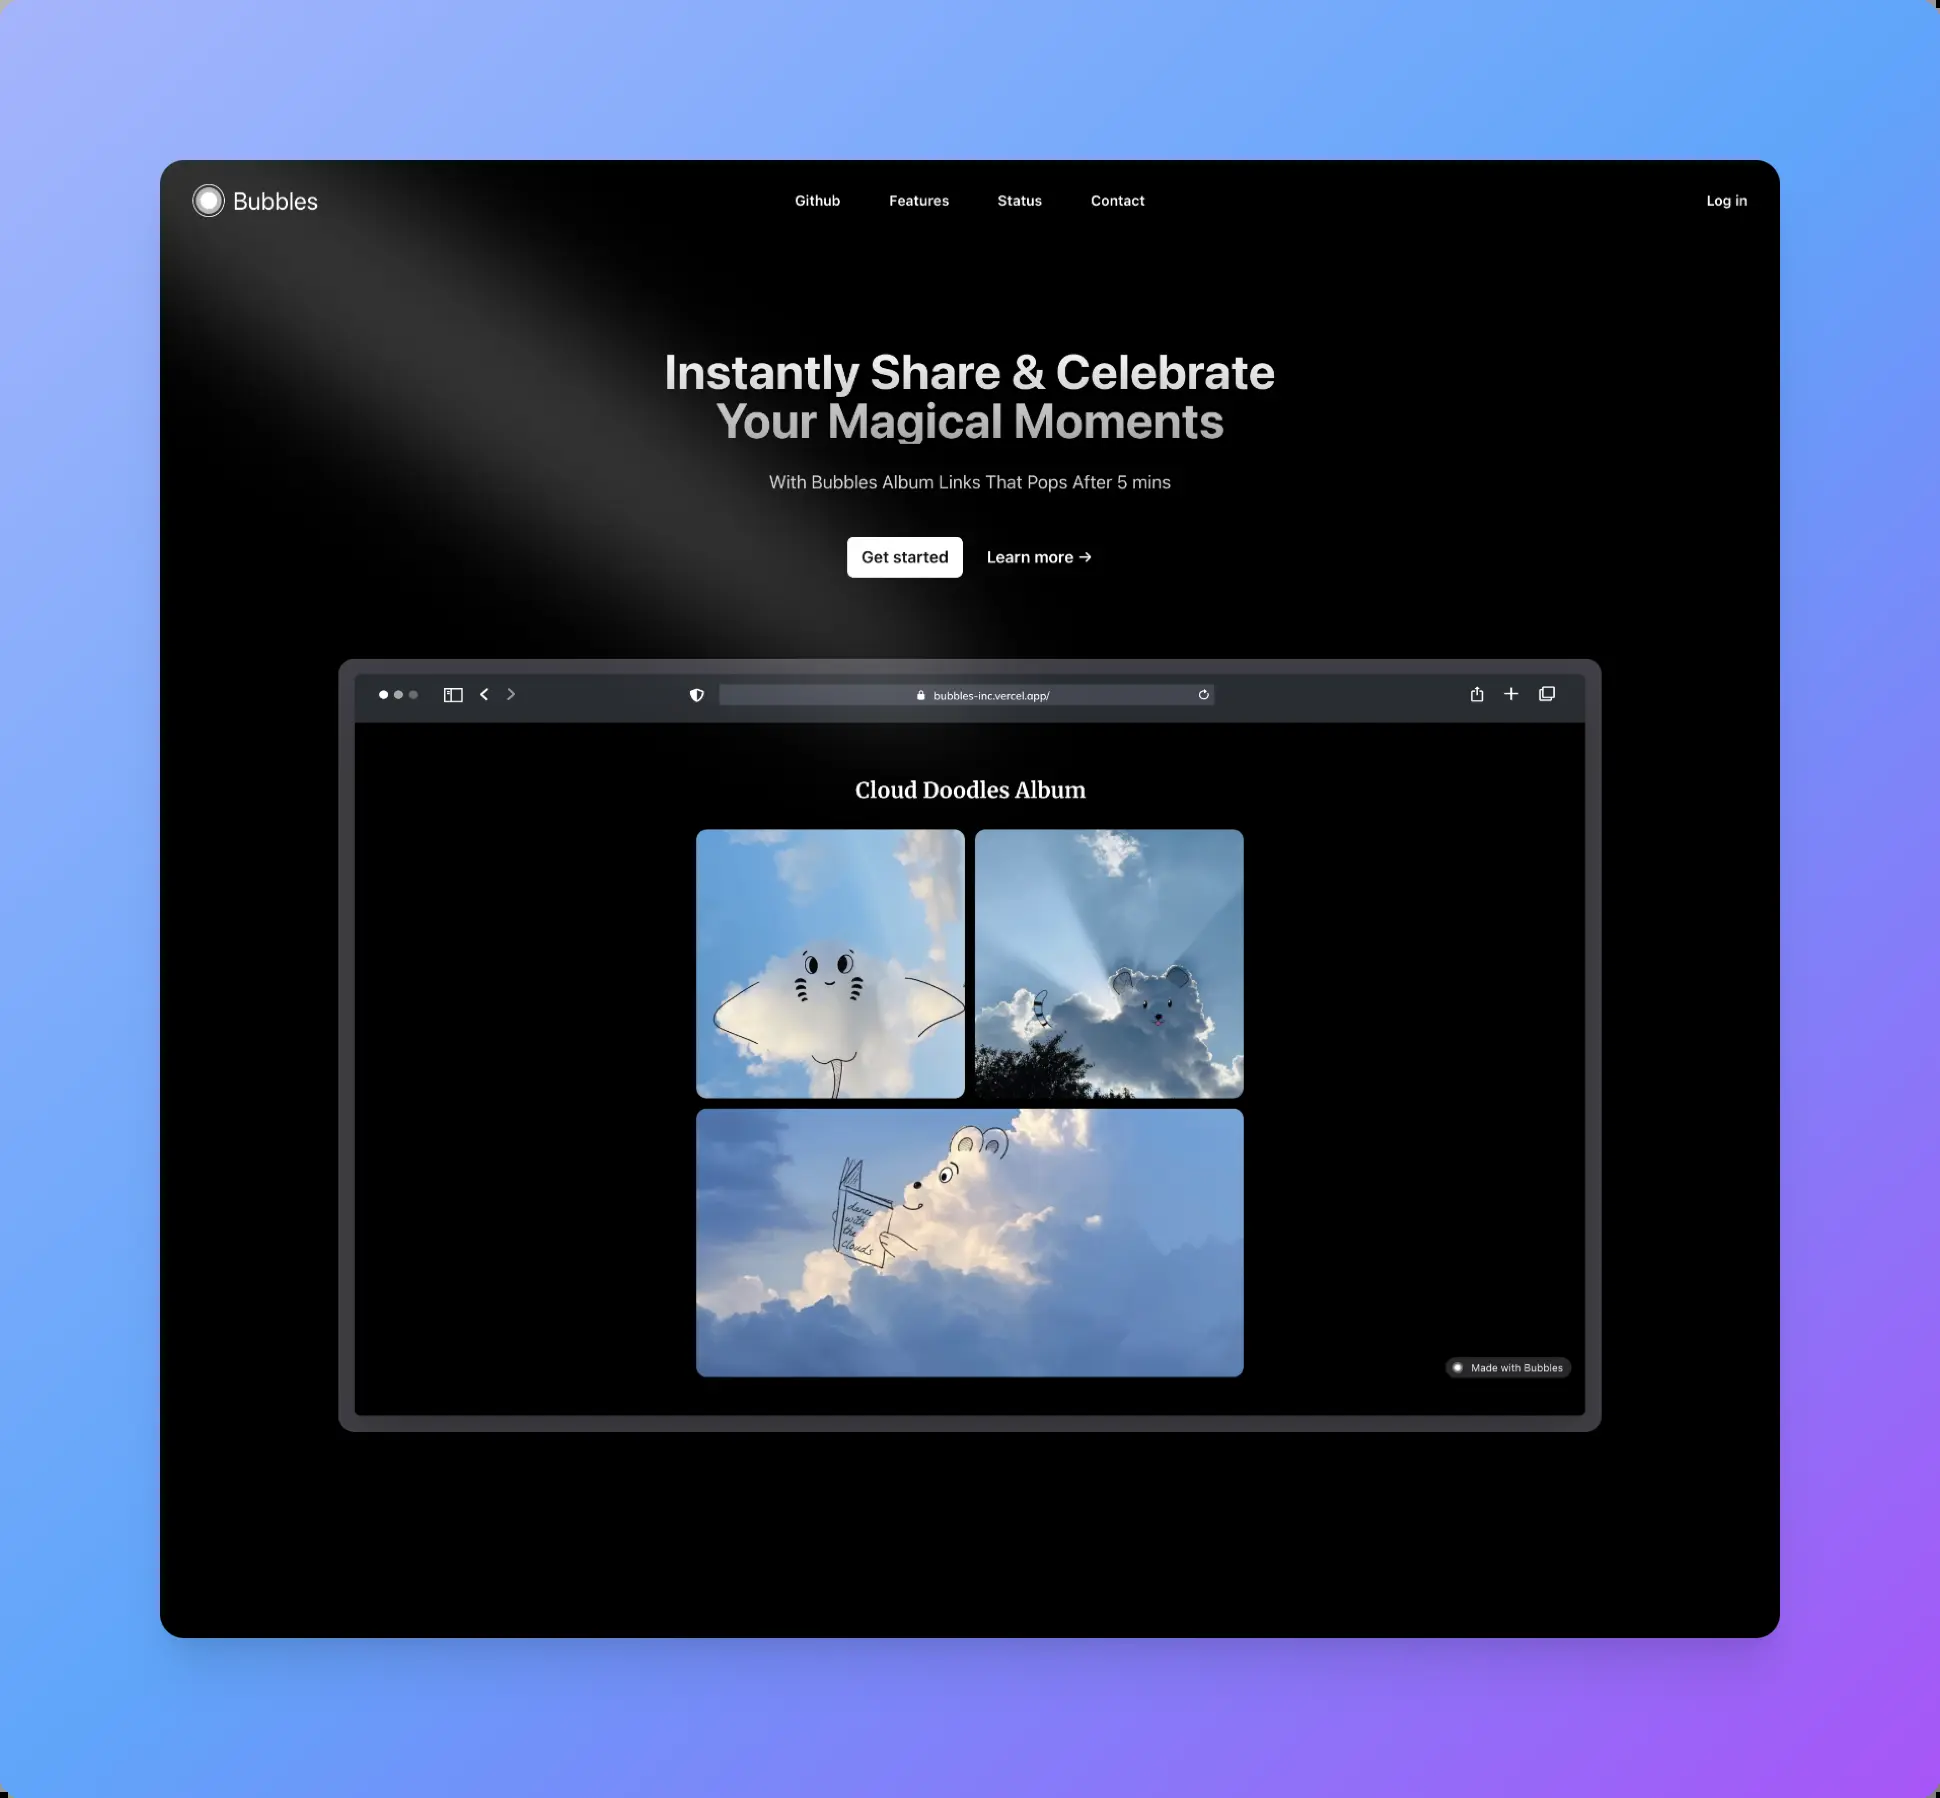 Bubbles
Github
Features
Status
Contact
Log in
Instantly Share & Celebrate
Your Magical Moments
With Bubbles Album Links That Pops After 5 mins
Get started
Learn more →
bubbles-inc.vercel.app/
Cloud Doodles Album
dance
with
the
clouds
Made with Bubbles